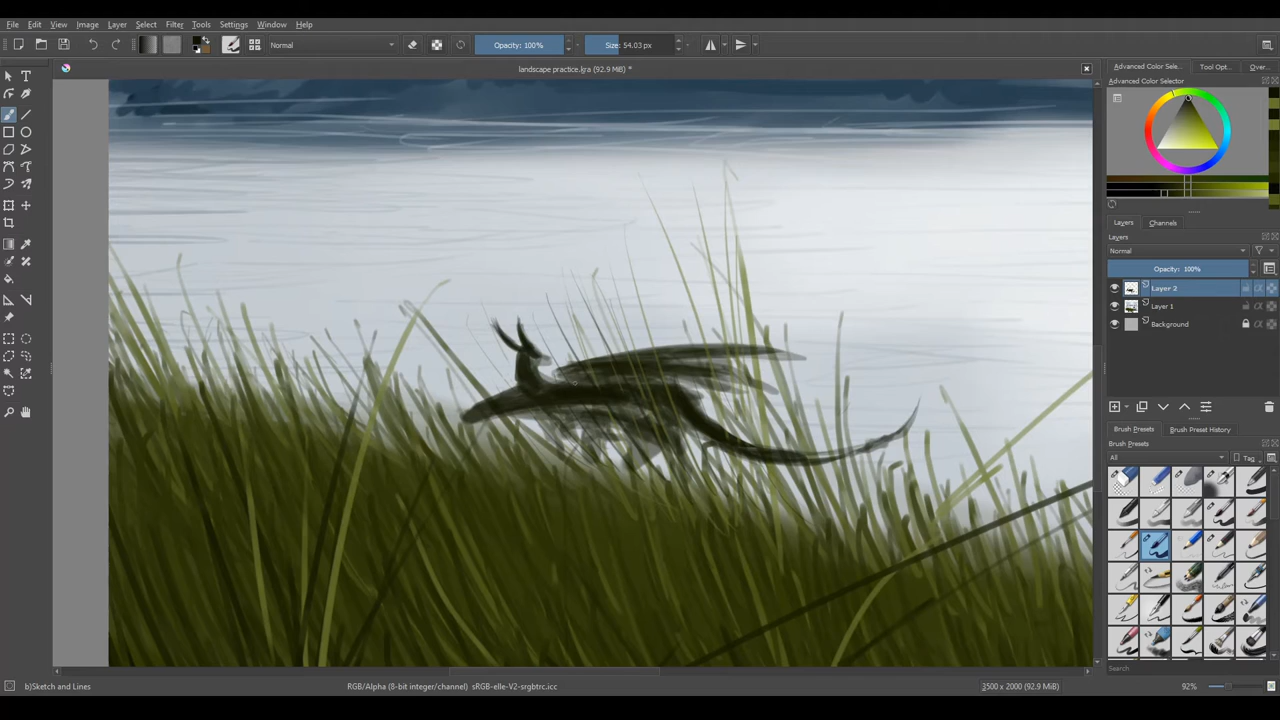 File Edit View Image Layer Select Filter Tools Settings Window Help
Normal Opacity: 100% Size: 54.03 px
landscape practice.kra (92.9 MiB) *
Advanced Color Sele... Tool Opt... Over...
Advanced Color Selector
Layers Channels
Layers
Normal
Opacity: 100%
Layer 2
Layer 1
Background
Brush Presets Brush Preset History
Brush Presets
All Tag
Search
b)Sketch and Lines RGB/Alpha (8-bit integer/channel) sRGB-elle-V2-srgbtrc.icc 3500 x 2000 (92.9 MiB) 92%